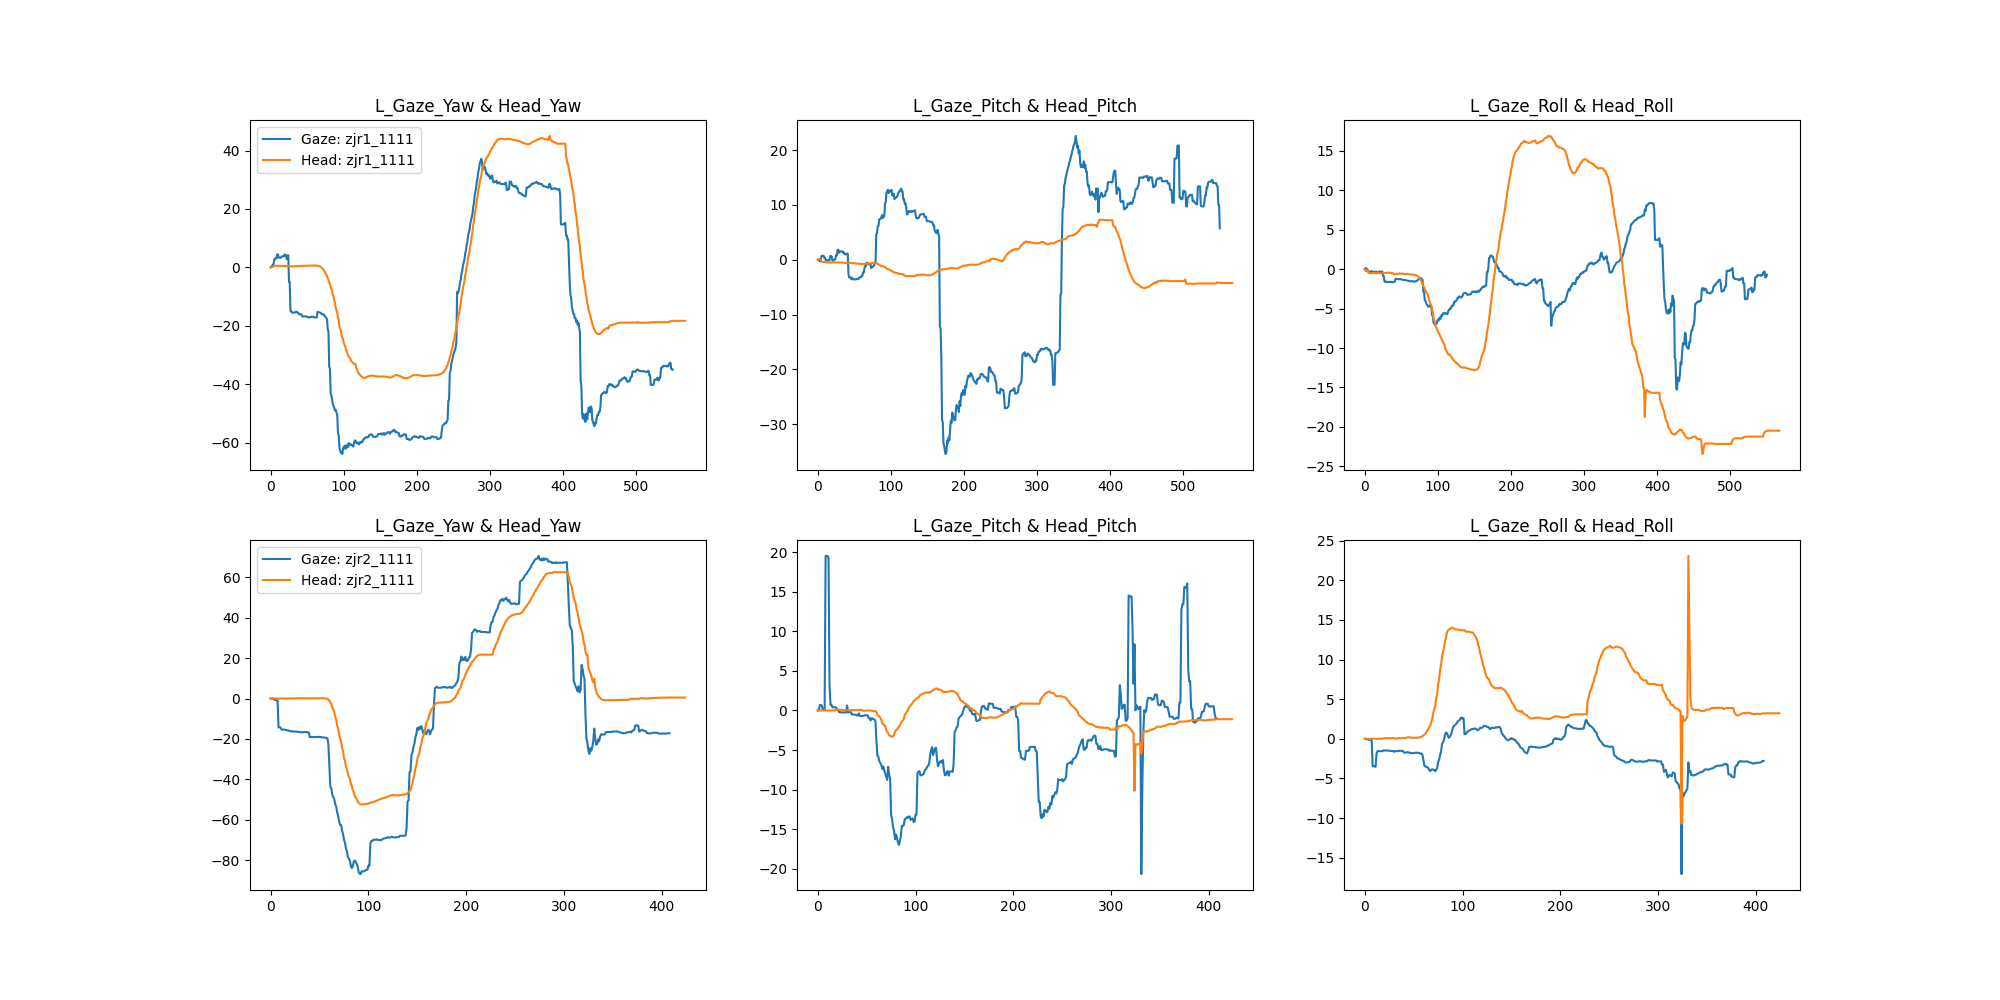 L_Gaze_Yaw & Head_Yaw
Gaze: zjr1_1111
Head: zjr1_1111
40
20
0
−20
−40
−60
0 100 200 300 400 500
L_Gaze_Pitch & Head_Pitch
20
10
0
−10
−20
−30
0 100 200 300 400 500
L_Gaze_Roll & Head_Roll
15
10
5
0
−5
−10
−15
−20
−25
0 100 200 300 400 500
L_Gaze_Yaw & Head_Yaw
Gaze: zjr2_1111
Head: zjr2_1111
60
40
20
0
−20
−40
−60
−80
0 100 200 300 400
L_Gaze_Pitch & Head_Pitch
20
15
10
5
0
−5
−10
−15
−20
0 100 200 300 400
L_Gaze_Roll & Head_Roll
25
20
15
10
5
0
−5
−10
−15
0 100 200 300 400